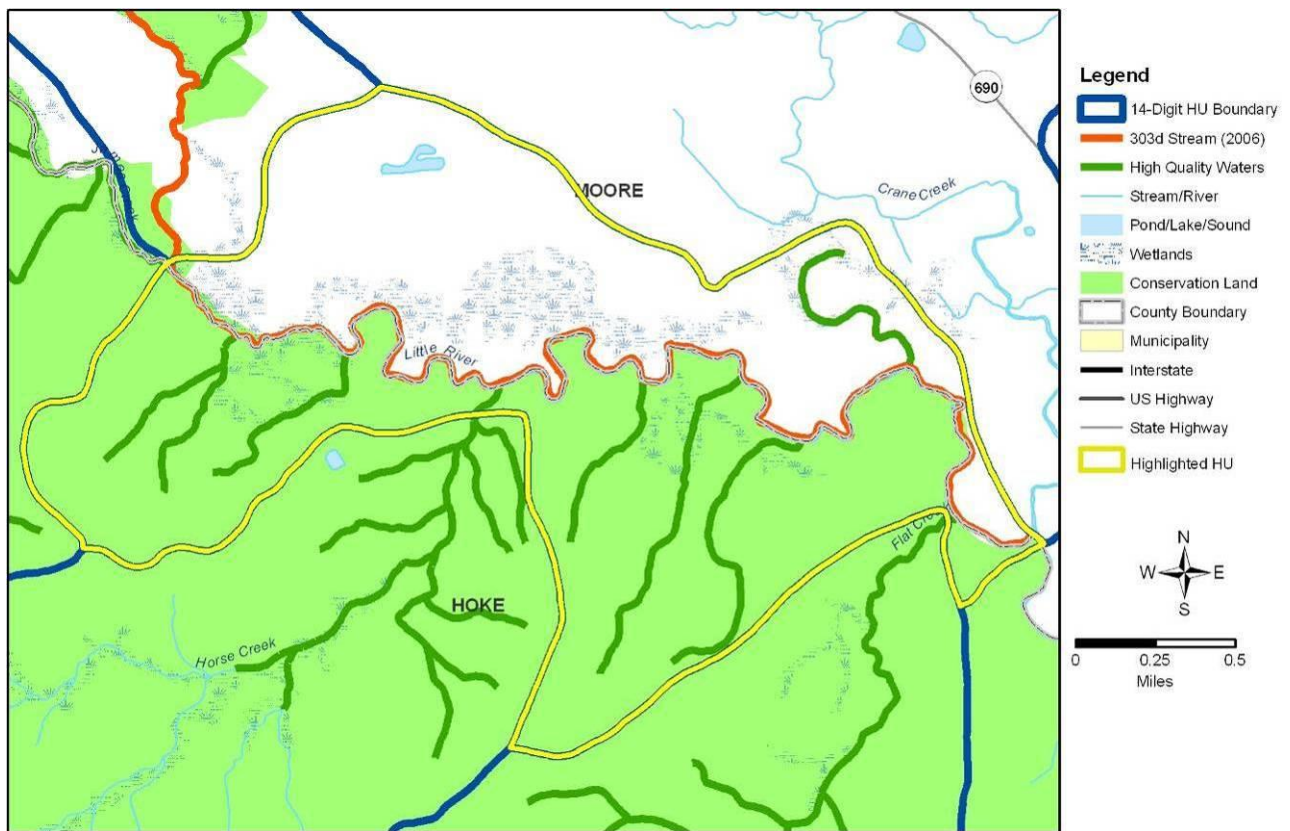 690
Crane Creek
MOORE
Little River
Flat Creek
HOKE
Horse Creek
Legend
14-Digit HU Boundary
303d Stream (2006)
High Quality Waters
Stream/River
Pond/Lake/Sound
Wetlands
Conservation Land
County Boundary
Municipality
Interstate
US Highway
State Highway
Highlighted HU
N
W E
S
0 0.25 0.5
Miles